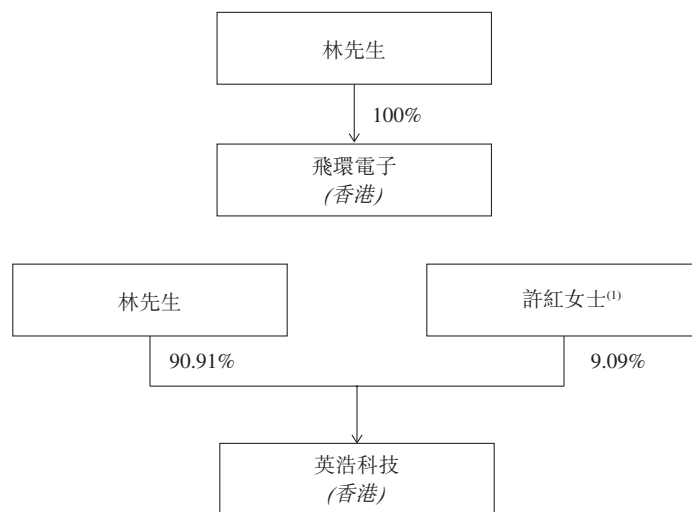 林先生
100%
飛環電子
(香港)
林先生
許紅女士(1)
90.91%
9.09%
英浩科技
(香港)